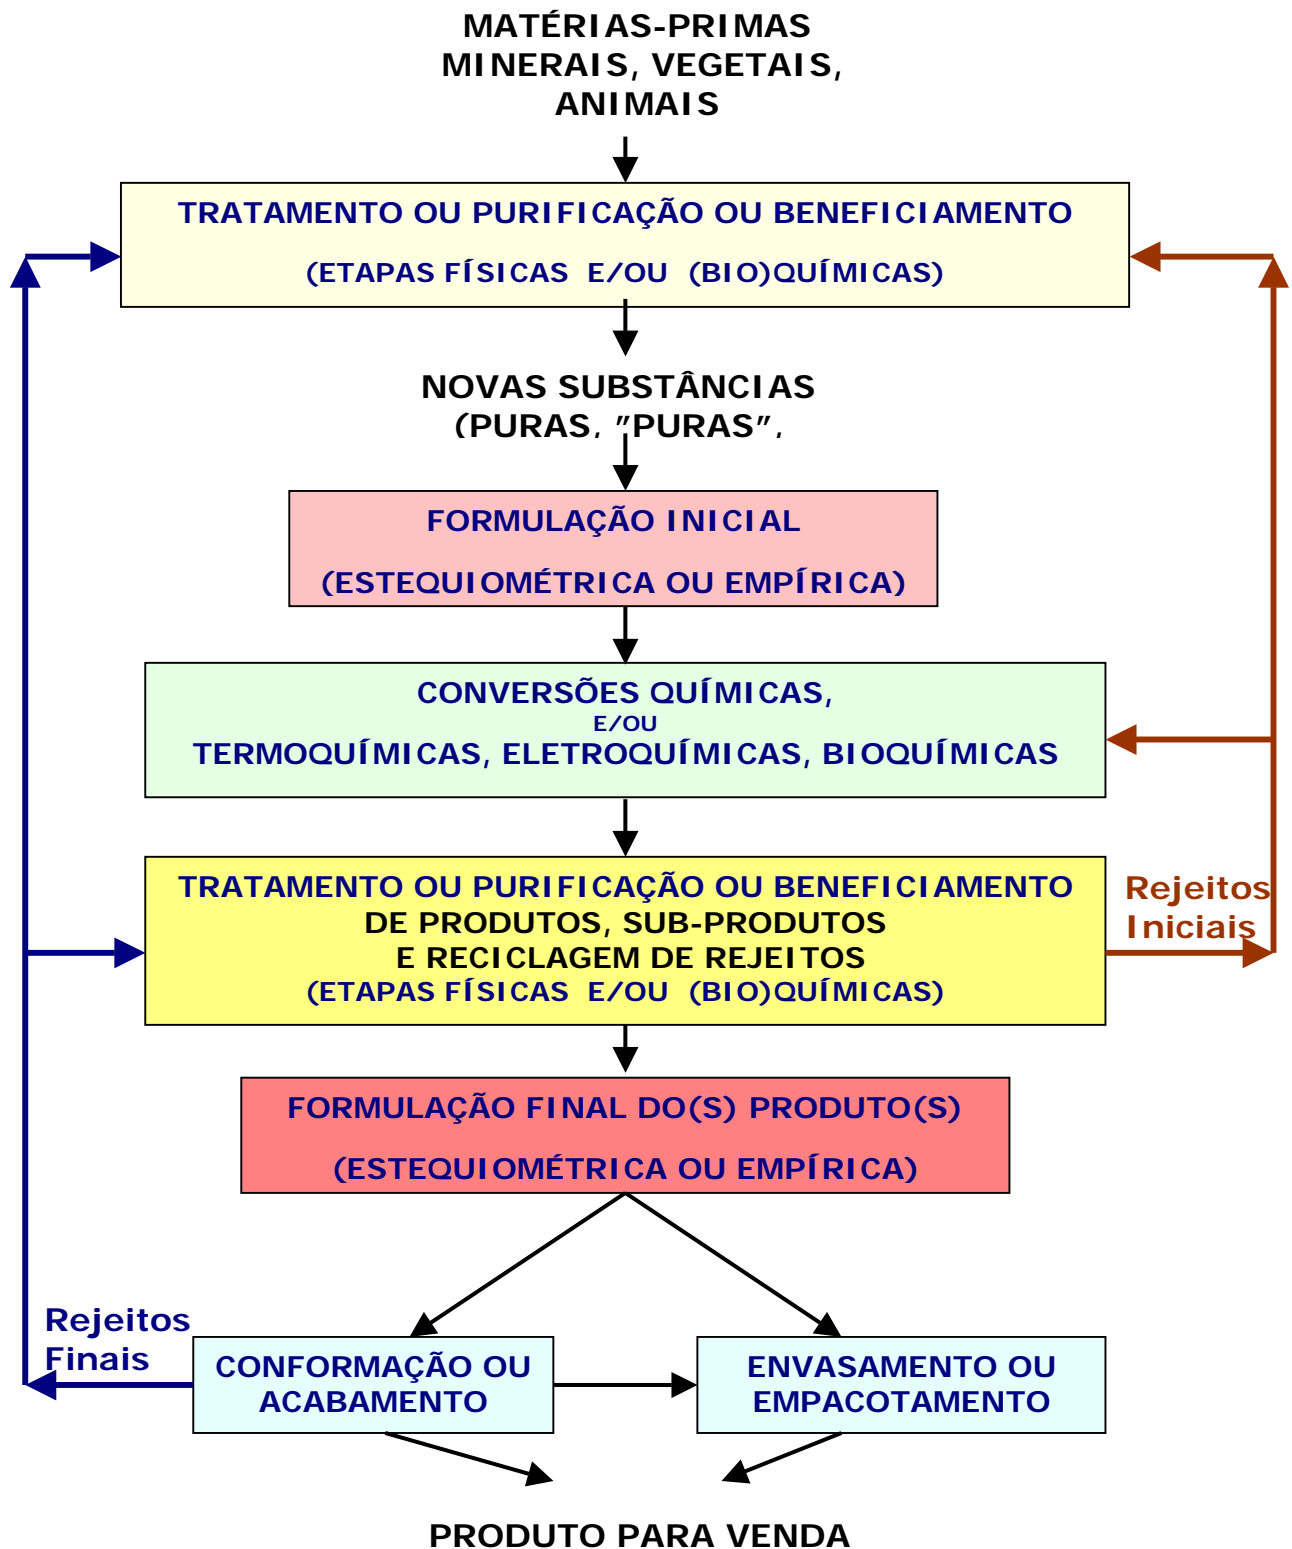 MATÉRIAS-PRIMAS
MINERAIS, VEGETAIS,
ANIMAIS
TRATAMENTO OU PURIFICAÇÃO OU BENEFICIAMENTO
(ETAPAS FÍSICAS E/OU (BIO)QUÍMICAS)
NOVAS SUBSTÂNCIAS
(PURAS, "PURAS",
FORMULAÇÃO INICIAL
(ESTEQUIOMÉTRICA OU EMPÍRICA)
CONVERSÕES QUÍMICAS,
E/OU
TERMOQUÍMICAS, ELETROQUÍMICAS, BIOQUÍMICAS
TRATAMENTO OU PURIFICAÇÃO OU BENEFICIAMENTO
DE PRODUTOS, SUB-PRODUTOS
E RECICLAGEM DE REJEITOS
(ETAPAS FÍSICAS E/OU (BIO)QUÍMICAS)
Rejeitos
Iniciais
FORMULAÇÃO FINAL DO(S) PRODUTO(S)
(ESTEQUIOMÉTRICA OU EMPÍRICA)
Rejeitos
Finais
CONFORMAÇÃO OU
ACABAMENTO
ENVASAMENTO OU
EMPACOTAMENTO
PRODUTO PARA VENDA